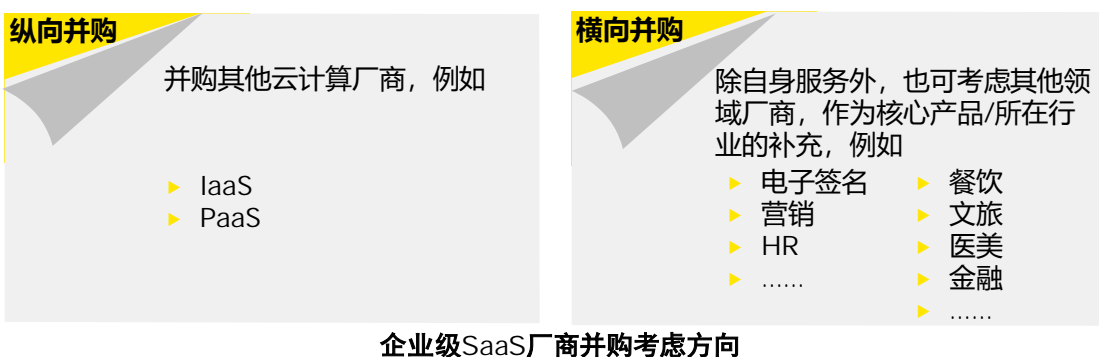 纵向并购
并购其他云计算厂商，例如
► IaaS
► PaaS
横向并购
除自身服务外，也可考虑其他领
域厂商，作为核心产品/所在行
业的补充，例如
► 电子签名
► 营销
► HR
► ……
► 餐饮
► 文旅
► 医美
► 金融
► ……
企业级SaaS厂商并购考虑方向